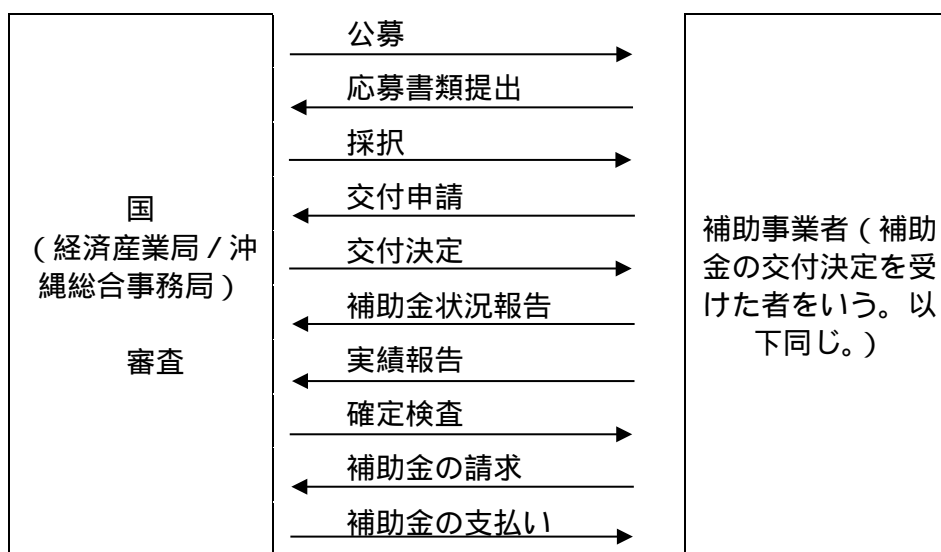 国
（経済産業局／沖
縄総合事務局）
審査
公募
応募書類提出
採択
交付申請
交付決定
補助金状況報告
実績報告
確定検査
補助金の請求
補助金の支払い
補助事業者（補助
金の交付決定を受
けた者をいう。以
下同じ。）